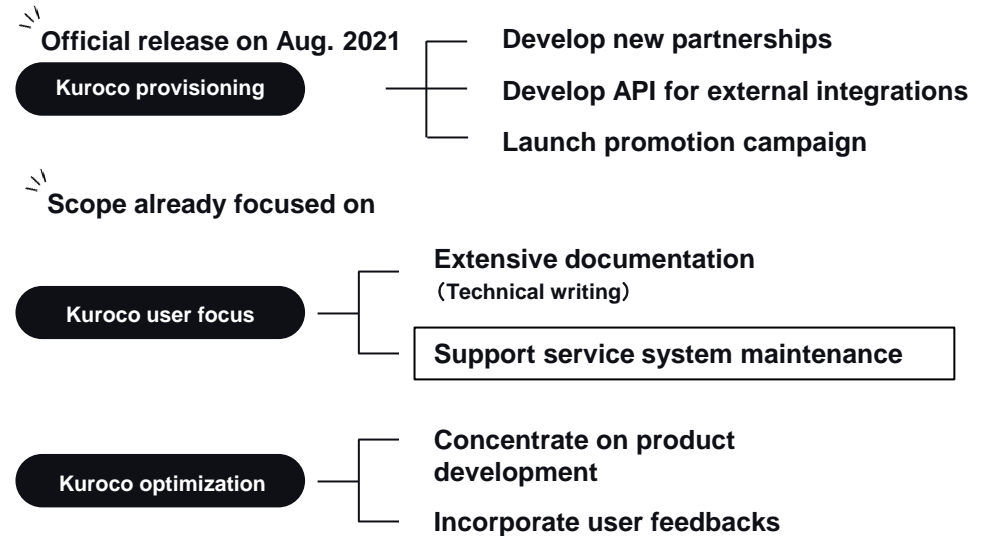 Official release on Aug. 2021
Kuroco provisioning
Develop new partnerships
Develop API for external integrations
Launch promotion campaign
Scope already focused on
Kuroco user focus
Extensive documentation
（Technical writing）
Support service system maintenance
Kuroco optimization
Concentrate on product
development
Incorporate user feedbacks